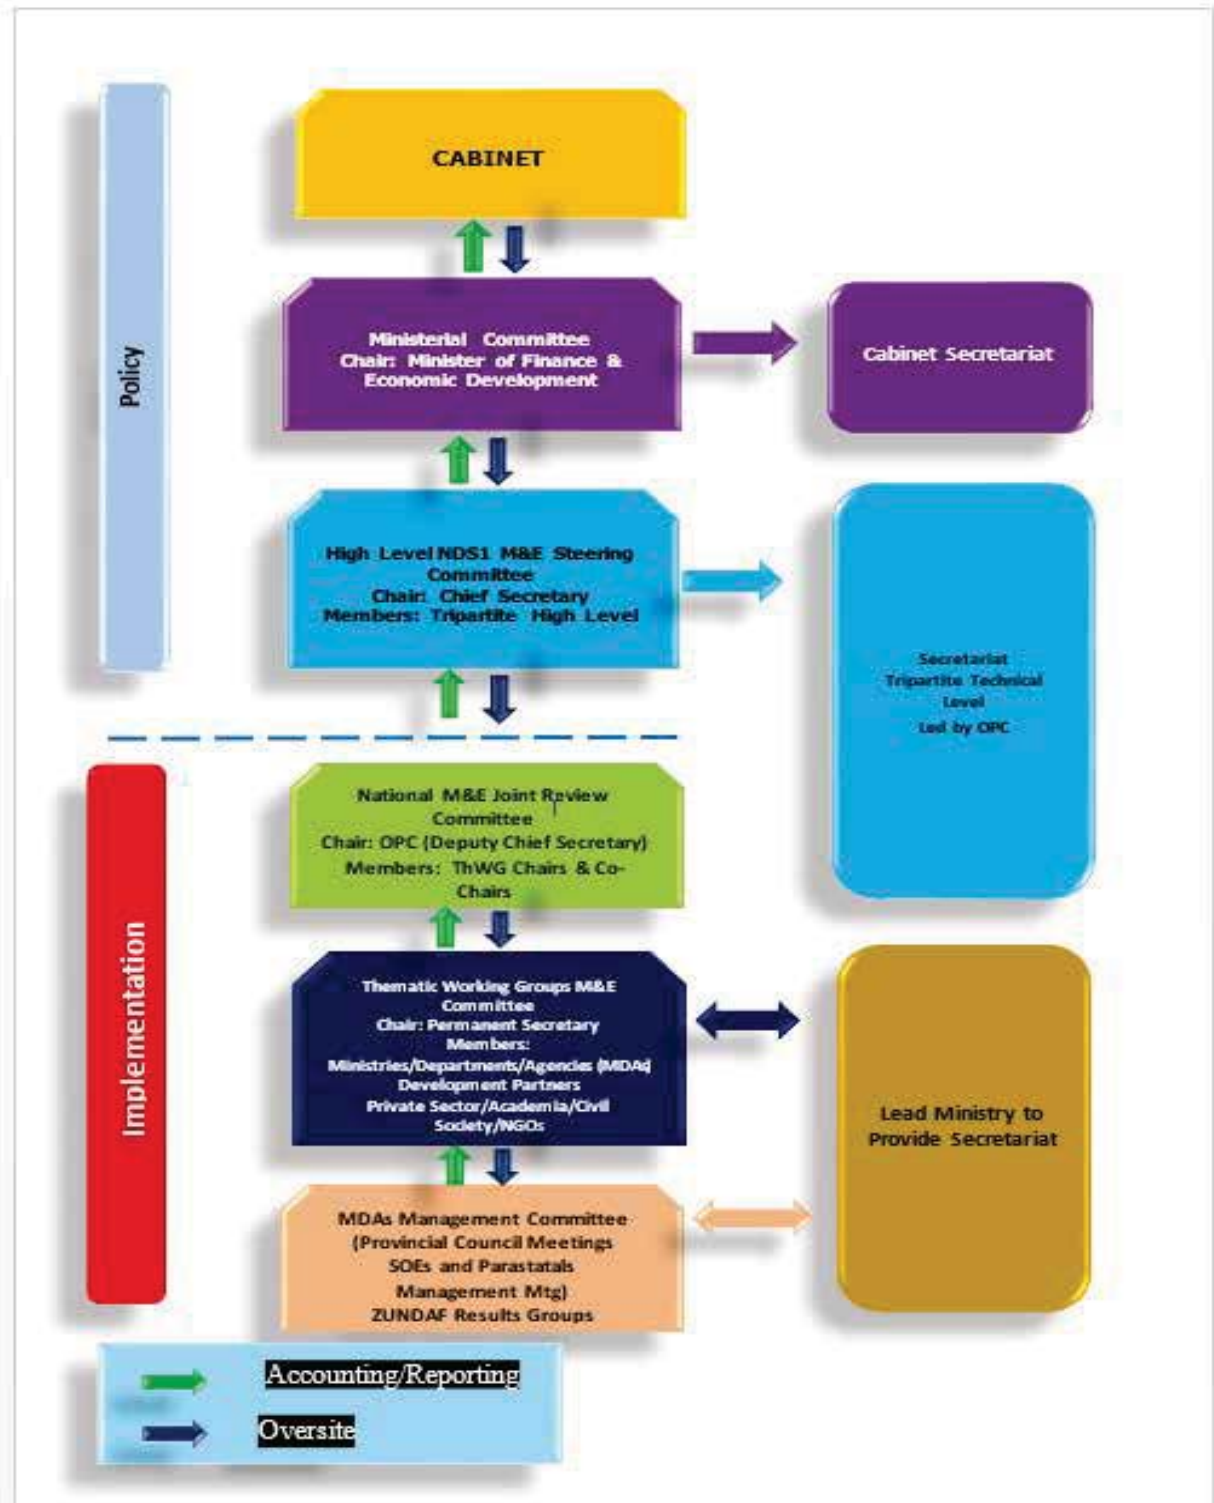 Policy
CABINET
Ministerial Committee
Chair: Minister of Finance &
Economic Development
Cabinet Secretariat
High Level NDS1 M&E Steering
Committee
Chair: Chief Secretary
Members: Tripartite High Level
Secretariat
Tripartite Technical
Level
Led by OPC
Implementation
National M&E Joint Review
Committee
Chair: OPC (Deputy Chief Secretary)
Members: ThWG Chairs & Co-
Chairs
Thematic Working Groups M&E
Committee
Chair: Permanent Secretary
Members:
Ministries/Departments/Agencies (MDAs)
Development Partners
Private Sector/Academia/Civil
Society/NGOs
Lead Ministry to
Provide Secretariat
MDAs Management Committee
(Provincial Council Meetings
SOEs and Parastatals
Management Mtg)
ZUNDAF Results Groups
Accounting/Reporting
Oversite